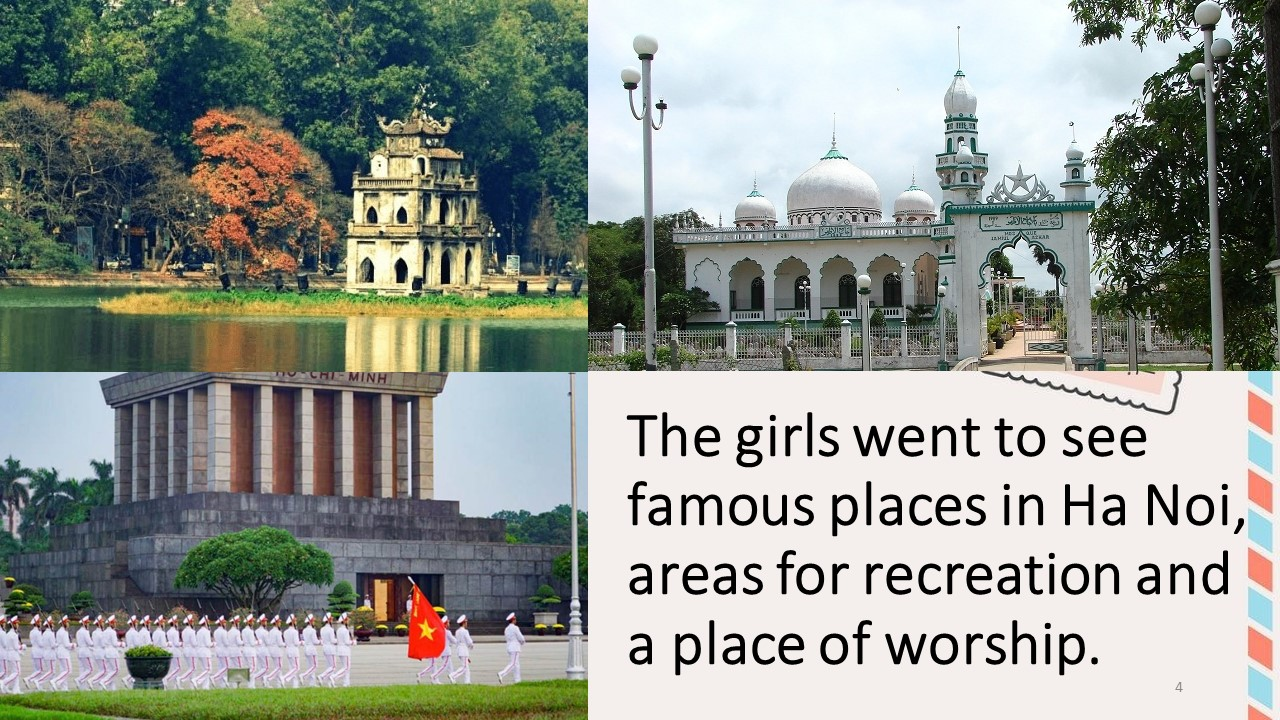 HO-CHI-MINH
The girls went to see
famous places in Ha Noi,
areas for recreation and
a place of worship.
4